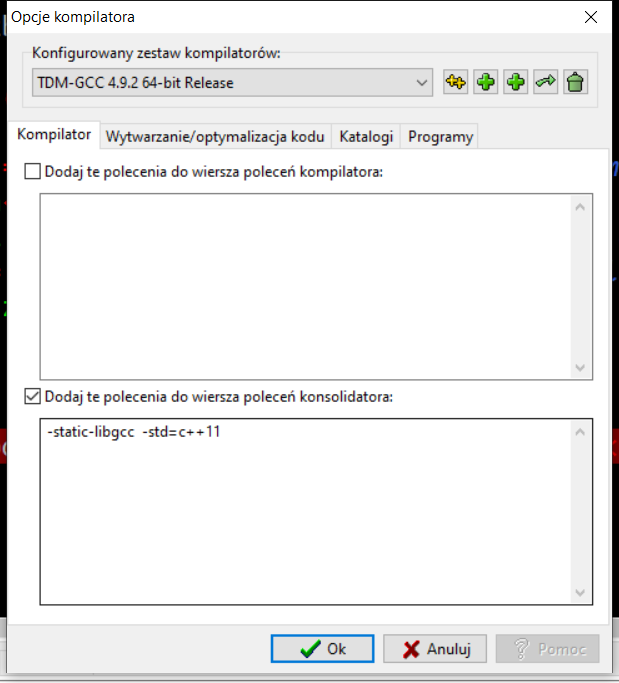 Opcje kompilatora
Konfigurowany zestaw kompilatorów:
TDM-GCC 4.9.2 64-bit Release
Kompilator Wytwarzanie/optymalizacja kodu Katalogi Programy
Dodaj te polecenia do wiersza poleceń kompilatora:
Dodaj te polecenia do wiersza poleceń konsolidatora:
-static-libgcc -std=c++11
Ok Anuluj Pomoc